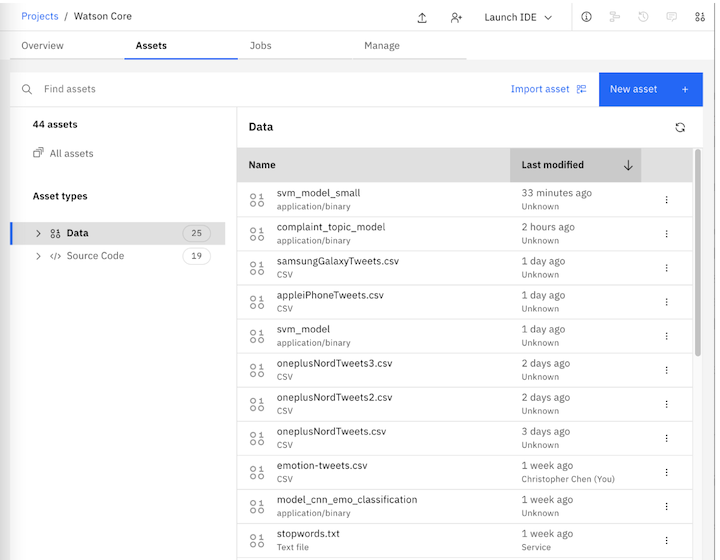 Projects / Watson Core
Launch IDE
Overview
Assets
Jobs
Manage
Find assets
Import asset
New asset +
44 assets
All assets
Asset types
Data 25
</> Source Code 19
Data
Name Last modified
svm_model_small 33 minutes ago
application/binary Unknown
complaint_topic_model 2 hours ago
application/binary Unknown
samsungGalaxyTweets.csv 1 day ago
CSV Unknown
appleiPhoneTweets.csv 1 day ago
CSV Unknown
svm_model 1 day ago
application/binary Unknown
oneplusNordTweets3.csv 2 days ago
CSV Unknown
oneplusNordTweets2.csv 2 days ago
CSV Unknown
oneplusNordTweets.csv 3 days ago
CSV Unknown
emotion-tweets.csv 1 week ago
CSV Christopher Chen (You)
model_cnn_emo_classification 1 week ago
application/binary Unknown
stopwords.txt 1 week ago
Text file Service